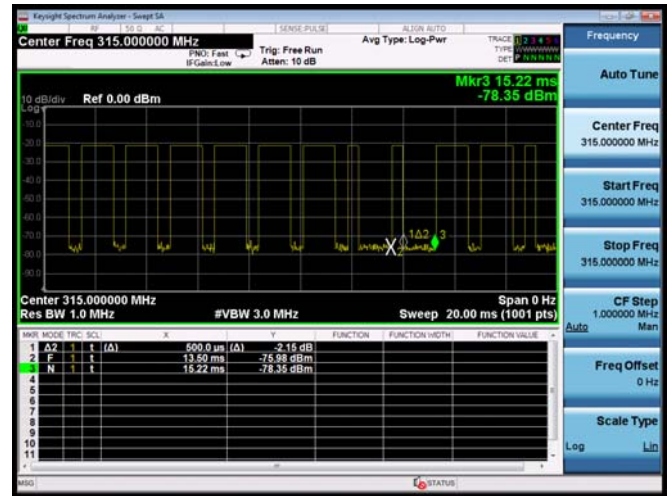 Keysight Spectrum Analyzer - Swept SA
RF 50 Ω AC SENSE:PULSE ALIGN AUTO
Center Freq 315.000000 MHz
PNO: Fast
IFGain:Low
Trig: Free Run
Atten: 10 dB
Avg Type: Log-Pwr
TRACE 1 2 3 4 5 6
TYPE
DET P N N N N N
Mkr3 15.22 ms
-78.35 dBm
10 dB/div Ref 0.00 dBm
Log
-10.0
-20.0
-30.0
-40.0
-50.0
-60.0
-70.0
-80.0
-90.0
1Δ2 3
Center 315.000000 MHz Span 0 Hz
Res BW 1.0 MHz #VBW 3.0 MHz Sweep 20.00 ms (1001 pts)
MKR MODE TRC SCL X Y FUNCTION FUNCTION WIDTH FUNCTION VALUE
1 Δ2 1 t (Δ) 500.0 µs (Δ) -2.15 dB
2 F 1 t 13.50 ms -75.98 dBm
3 N 1 t 15.22 ms -78.35 dBm
4
5
6
7
8
9
10
11
MSG STATUS
Frequency
Auto Tune
Center Freq
315.000000 MHz
Start Freq
315.000000 MHz
Stop Freq
315.000000 MHz
CF Step
1.000000 MHz
Auto Man
Freq Offset
0 Hz
Scale Type
Log Lin